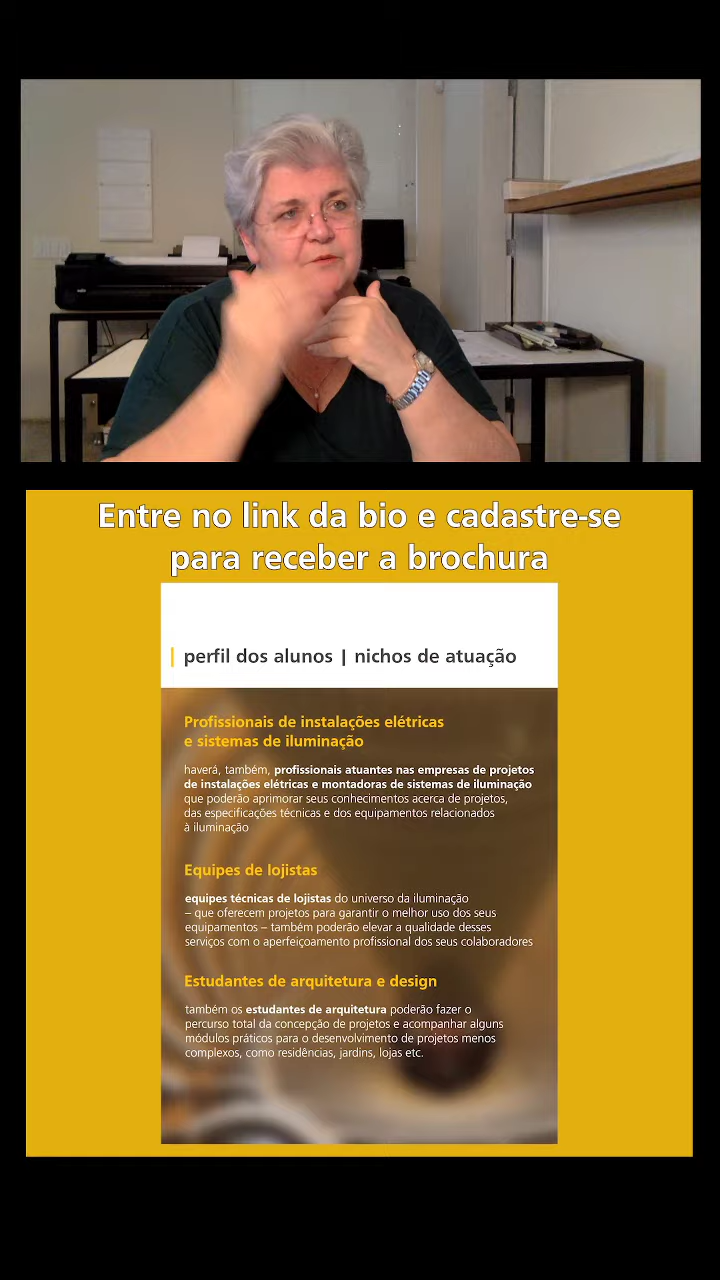 Entre no link da bio e cadastre-se
para receber a brochura
perfil dos alunos | nichos de atuação
Profissionais de instalações elétricas
e sistemas de iluminação
haverá, também, profissionais atuantes nas empresas de projetos
de instalações elétricas e montadoras de sistemas de iluminação
que poderão aprimorar seus conhecimentos acerca de projetos,
das especificações técnicas e dos equipamentos relacionados
à iluminação
Equipes de lojistas
equipes técnicas de lojistas do universo da iluminação
– que oferecem projetos para garantir o melhor uso dos seus
equipamentos – também poderão elevar a qualidade desses
serviços com o aperfeiçoamento profissional dos seus colaboradores
Estudantes de arquitetura e design
também os estudantes de arquitetura poderão fazer o
percurso total da concepção de projetos e acompanhar alguns
módulos práticos para o desenvolvimento de projetos menos
complexos, como residências, jardins, lojas etc.